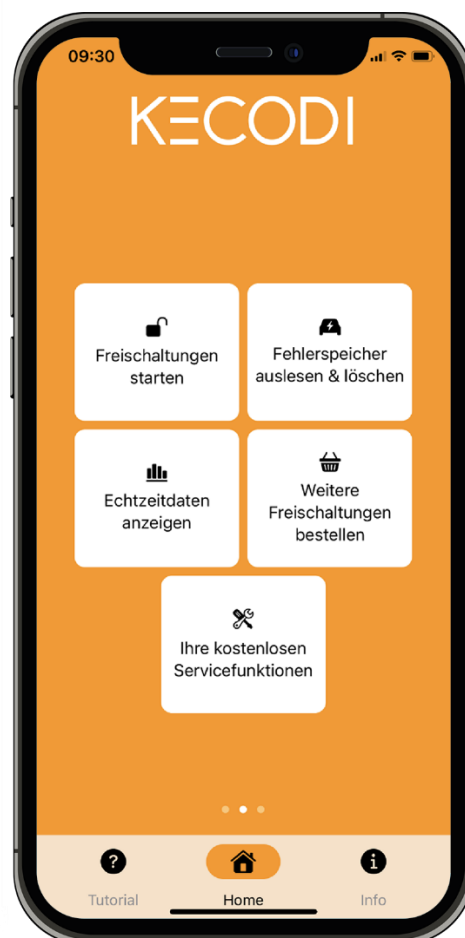 09:30
KECODI
Freischaltungen
starten
Fehlerspeicher
auslesen & löschen
Echtzeitdaten
anzeigen
Weitere
Freischaltungen
bestellen
Ihre kostenlosen
Servicefunktionen
Tutorial
Home
Info